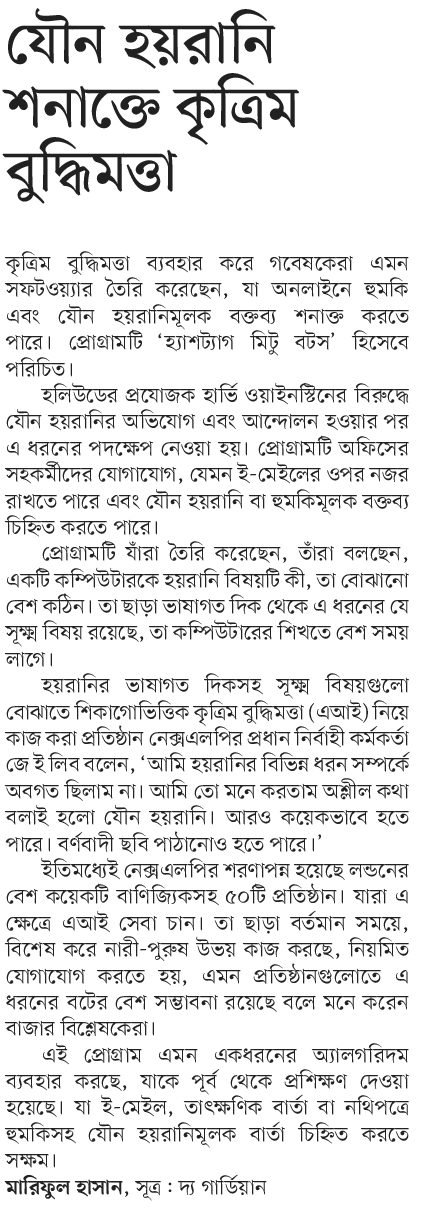 যৌন হয়রানি
শনাক্তে কৃত্রিম
বুদ্ধিমত্তা
কৃত্রিম বুদ্ধিমত্তা ব্যবহার করে গবেষকেরা এমন
সফটওয়্যার তৈরি করেছেন, যা অনলাইনে হুমকি
এবং যৌন হয়রানিমূলক বক্তব্য শনাক্ত করতে
পারে। প্রোগ্রামটি ‘হ্যাশট্যাগ মিটু বটস’ হিসেবে
পরিচিত।
হলিউডের প্রযোজক হার্ভি ওয়াইনস্টিনের বিরুদ্ধে
যৌন হয়রানির অভিযোগ এবং আন্দোলন হওয়ার পর
এ ধরনের পদক্ষেপ নেওয়া হয়। প্রোগ্রামটি অফিসের
সহকর্মীদের যোগাযোগ, যেমন ই-মেইলের ওপর নজর
রাখতে পারে এবং যৌন হয়রানি বা হুমকিমূলক বক্তব্য
চিহ্নিত করতে পারে।
প্রোগ্রামটি যাঁরা তৈরি করেছেন, তাঁরা বলছেন,
একটি কম্পিউটারকে হয়রানি বিষয়টি কী, তা বোঝানো
বেশ কঠিন। তা ছাড়া ভাষাগত দিক থেকে এ ধরনের যে
সূক্ষ্ম বিষয় রয়েছে, তা কম্পিউটারের শিখতে বেশ সময়
লাগে।
হয়রানির ভাষাগত দিকসহ সূক্ষ্ম বিষয়গুলো
বোঝাতে শিকাগোভিত্তিক কৃত্রিম বুদ্ধিমত্তা (এআই) নিয়ে
কাজ করা প্রতিষ্ঠান নেক্সএলপির প্রধান নির্বাহী কর্মকর্তা
জে ই লিব বলেন, ‘আমি হয়রানির বিভিন্ন ধরন সম্পর্কে
অবগত ছিলাম না। আমি তো মনে করতাম অশ্লীল কথা
বলাই হলো যৌন হয়রানি। আরও কয়েকভাবে হতে
পারে। বর্ণবাদী ছবি পাঠানোও হতে পারে।’
ইতিমধ্যেই নেক্সএলপির শরণাপন্ন হয়েছে লন্ডনের
বেশ কয়েকটি বাণিজ্যিকসহ ৫০টি প্রতিষ্ঠান। যারা এ
ক্ষেত্রে এআই সেবা চান। তা ছাড়া বর্তমান সময়ে,
বিশেষ করে নারী-পুরুষ উভয় কাজ করছে, নিয়মিত
যোগাযোগ করতে হয়, এমন প্রতিষ্ঠানগুলোতে এ
ধরনের বটের বেশ সম্ভাবনা রয়েছে বলে মনে করেন
বাজার বিশ্লেষকেরা।
এই প্রোগ্রাম এমন একধরনের অ্যালগরিদম
ব্যবহার করছে, যাকে পূর্ব থেকে প্রশিক্ষণ দেওয়া
হয়েছে। যা ই-মেইল, তাৎক্ষণিক বার্তা বা নথিপত্রে
হুমকিসহ যৌন হয়রানিমূলক বার্তা চিহ্নিত করতে
সক্ষম।
মারিফুল হাসান, সূত্র : দ্য গার্ডিয়ান